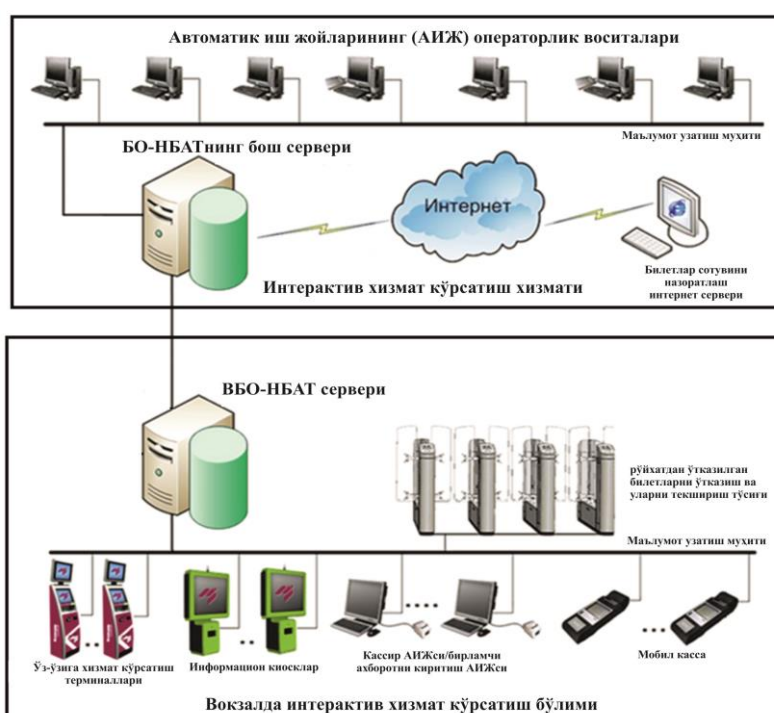 Автоматик иш жойларининг (АИЖ) операторлик воситалари
Маълумот узатиш муҳити
БО-НБАТнинг бош сервери
Интернет
Билетлар сотувини
назоратлаш
интернет сервери
Интерактив хизмат кўрсатиш хизмати
ВБО-НБАТ сервери
рўйхатдан ўтказилган
билетларни ўтказиш ва
уларни текшириш тўсиғи
Маълумот узатиш муҳити
Ўз-ўзига хизмат кўрсатиш
терминаллари
Информацион киосклар
Кассир АИЖси/бирламчи
ахборотни киритиш АИЖси
Мобил касса
Вокзалда интерактив хизмат кўрсатиш бўлими